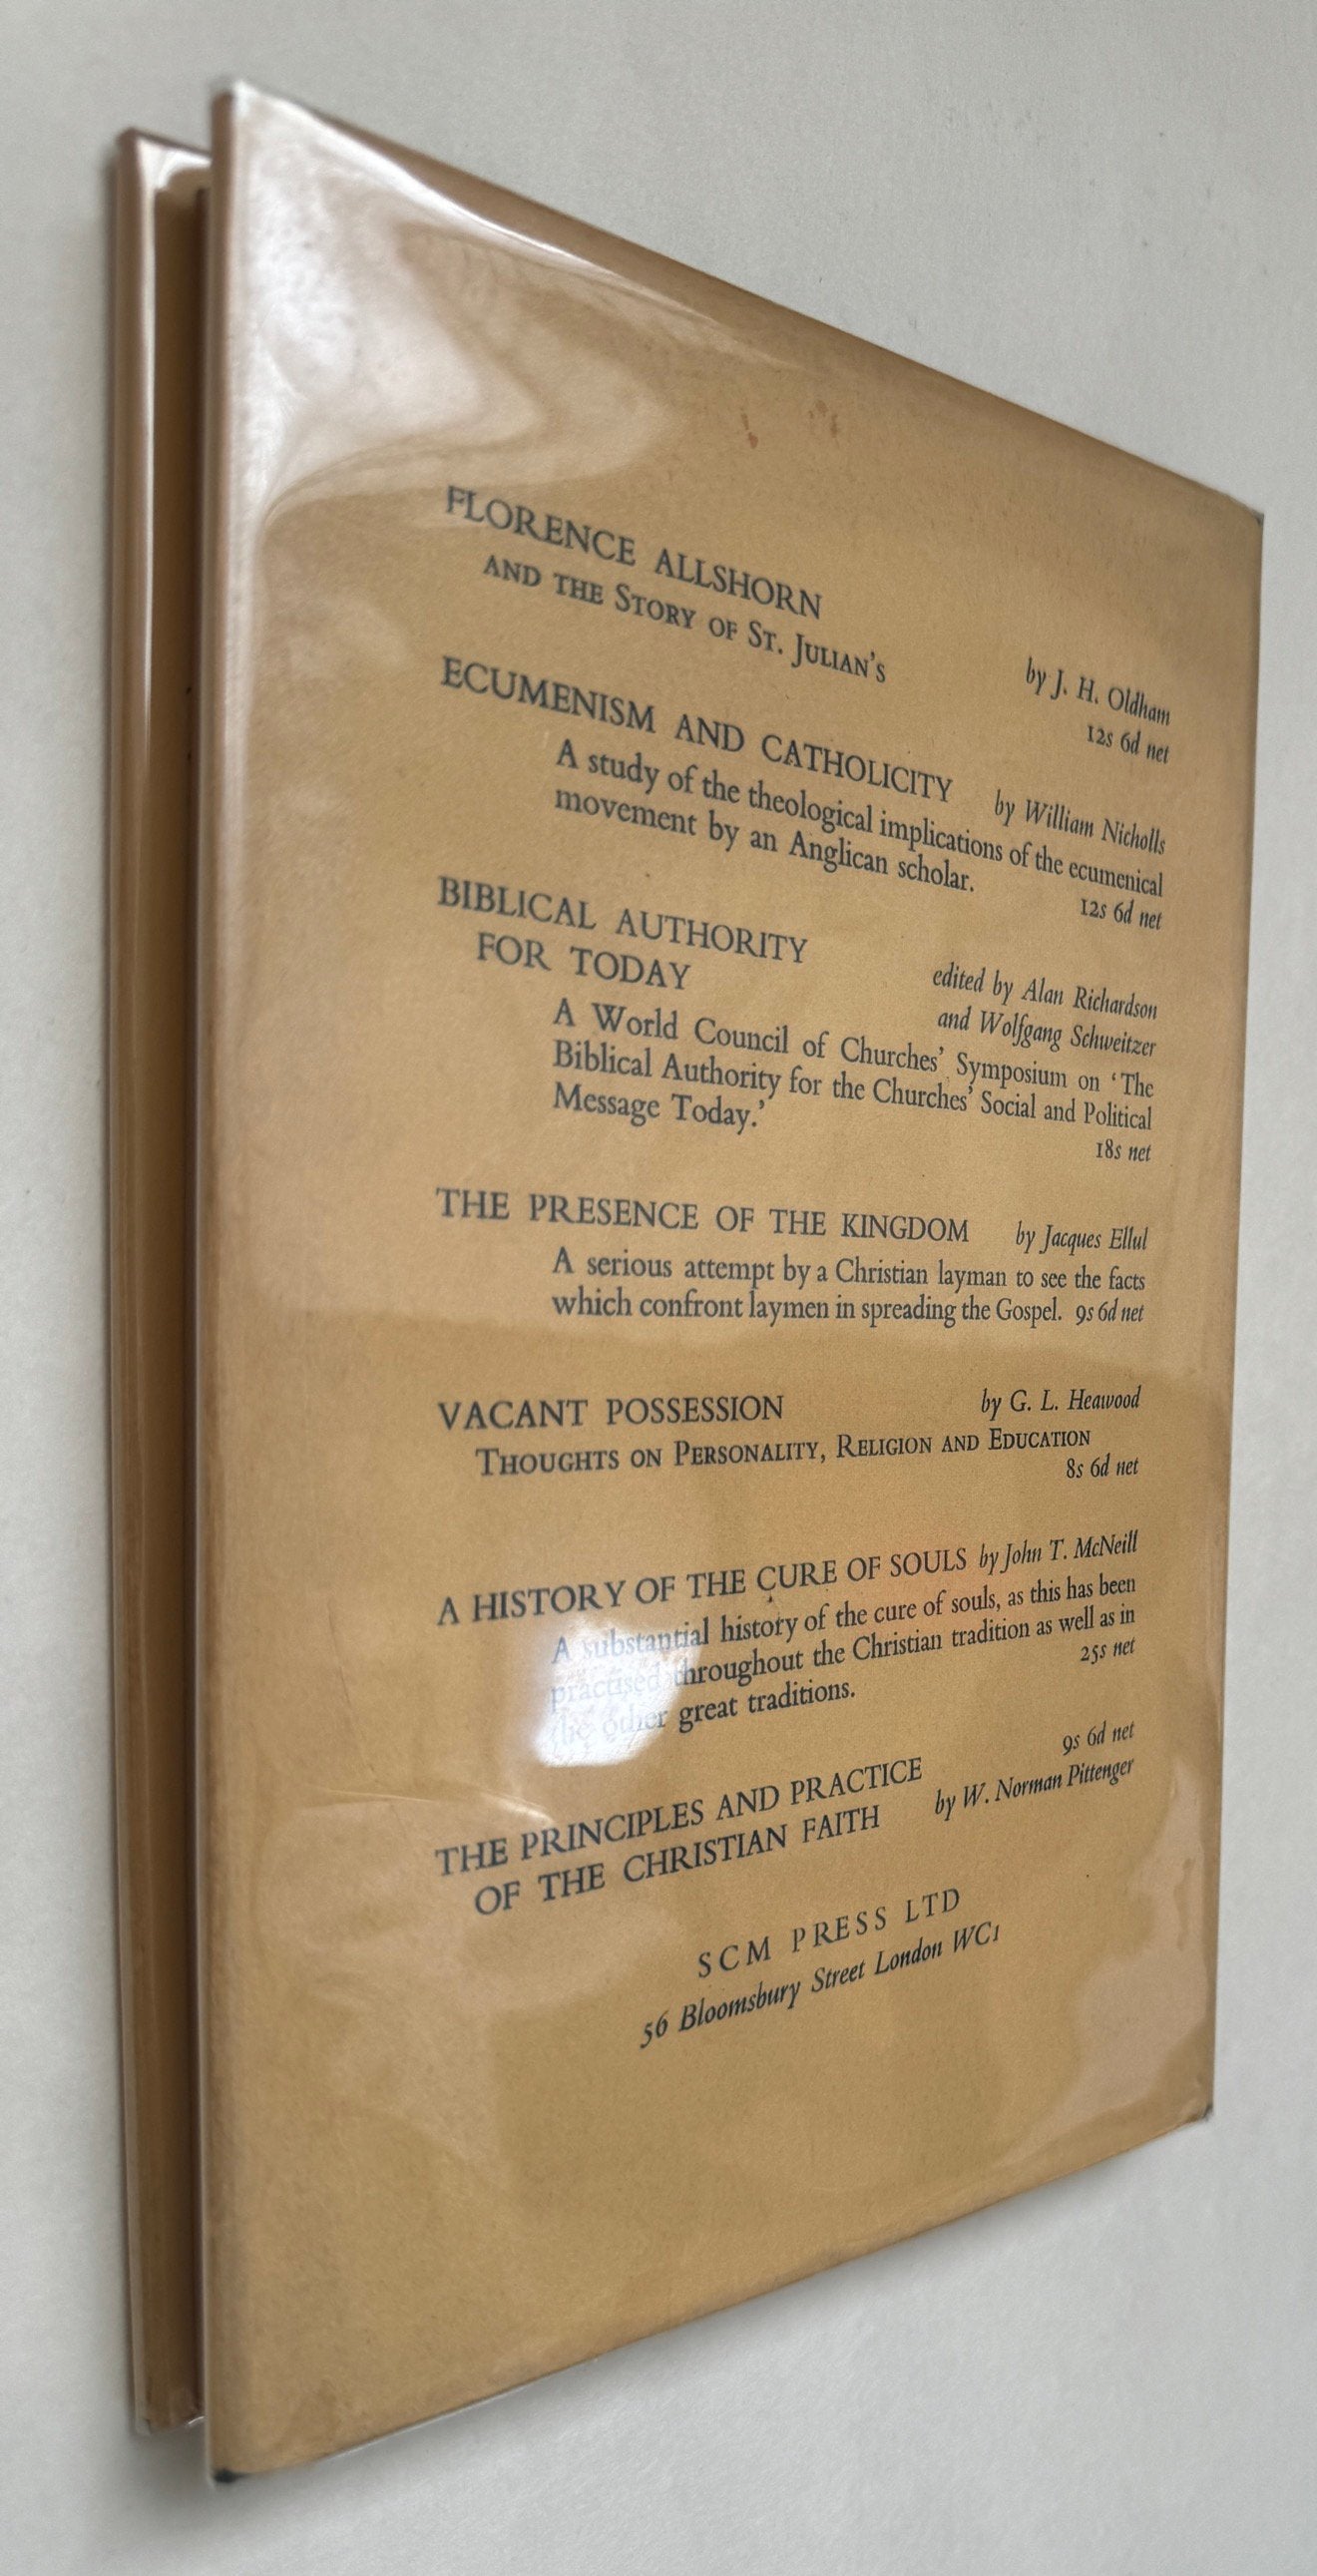 FLORENCE ALLSHORN
AND THE STORY OF ST. JULIAN'S
by J. H. Oldham
12s 6d net
ECUMENISM AND CATHOLICITY by William Nicholls
A study of the theological implications of the ecumenical
movement by an Anglican scholar. 12s 6d net
BIBLICAL AUTHORITY
FOR TODAY
edited by Alan Richardson
and Wolfgang Schweitzer
A World Council of Churches' Symposium on 'The
Biblical Authority for the Churches' Social and Political
Message Today.' 18s net
THE PRESENCE OF THE KINGDOM by Jacques Ellul
A serious attempt by a Christian layman to see the facts
which confront laymen in spreading the Gospel. 9s 6d net
VACANT POSSESSION by G. L. Heawood
THOUGHTS ON PERSONALITY, RELIGION AND EDUCATION
8s 6d net
A HISTORY OF THE CURE OF SOULS by John T. McNeill
A substantial history of the cure of souls, as this has been
practised throughout the Christian tradition as well as in
the other great traditions. 25s net
THE PRINCIPLES AND PRACTICE 9s 6d net
OF THE CHRISTIAN FAITH by W. Norman Pittenger
SCM PRESS LTD
56 Bloomsbury Street London WC1